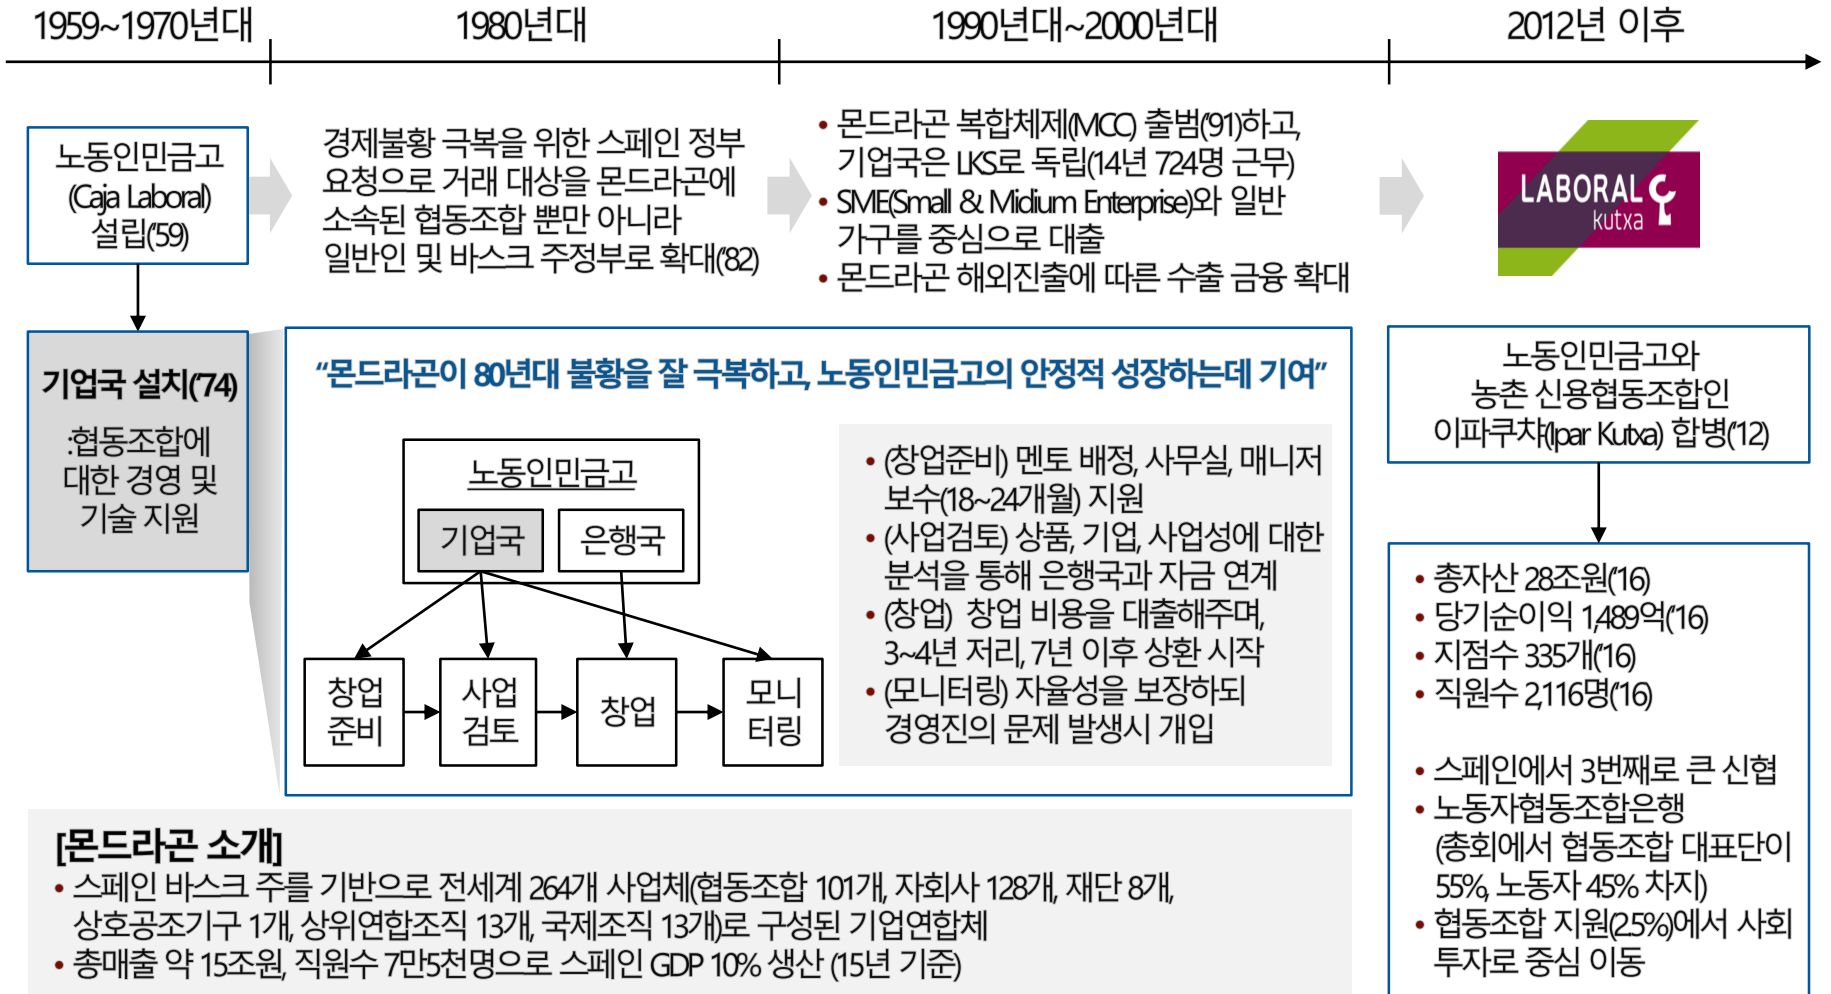 1959~1970년대
1980년대
1990년대~2000년대
2012년 이후
노동인민금고
(Caja Laboral)
설립('59)
경제불황 극복을 위한 스페인 정부
요청으로 거래 대상을 몬드라곤에
소속된 협동조합 뿐만 아니라
일반인 및 바스크 주정부로 확대('82)
• 몬드라곤 복합체제(MCC) 출범('91)하고,
기업국은 LKS로 독립(14년 724명 근무)
• SME(Small & Midium Enterprise)와 일반
가구를 중심으로 대출
• 몬드라곤 해외진출에 따른 수출 금융 확대
LABORAL
kutxa
기업국 설치('74)
:협동조합에
대한 경영 및
기술 지원
“몬드라곤이 80년대 불황을 잘 극복하고, 노동인민금고의 안정적 성장하는데 기여”
노동인민금고
기업국
은행국
창업
준비
사업
검토
창업
모니
터링
• (창업준비) 멘토 배정, 사무실, 매니저
보수(18~24개월) 지원
• (사업검토) 상품, 기업, 사업성에 대한
분석을 통해 은행국과 자금 연계
• (창업) 창업 비용을 대출해주며,
3~4년 저리, 7년 이후 상환 시작
• (모니터링) 자율성을 보장하되
경영진의 문제 발생시 개입
노동인민금고와
농촌 신용협동조합인
이파쿠챠(Ipar Kutxa) 합병('12)
• 총자산 28조원('16)
• 당기순이익 1,489억('16)
• 지점수 335개('16)
• 직원수 2,116명('16)
• 스페인에서 3번째로 큰 신협
• 노동자협동조합은행
(총회에서 협동조합 대표단이
55%, 노동자 45% 차지)
• 협동조합 지원(2.5%)에서 사회
투자로 중심 이동
[몬드라곤 소개]
• 스페인 바스크 주를 기반으로 전세계 264개 사업체(협동조합 101개, 자회사 128개, 재단 8개,
상호공조기구 1개, 상위연합조직 13개, 국제조직 13개)로 구성된 기업연합체
• 총매출 약 15조원, 직원수 7만5천명으로 스페인 GDP 10% 생산 (15년 기준)